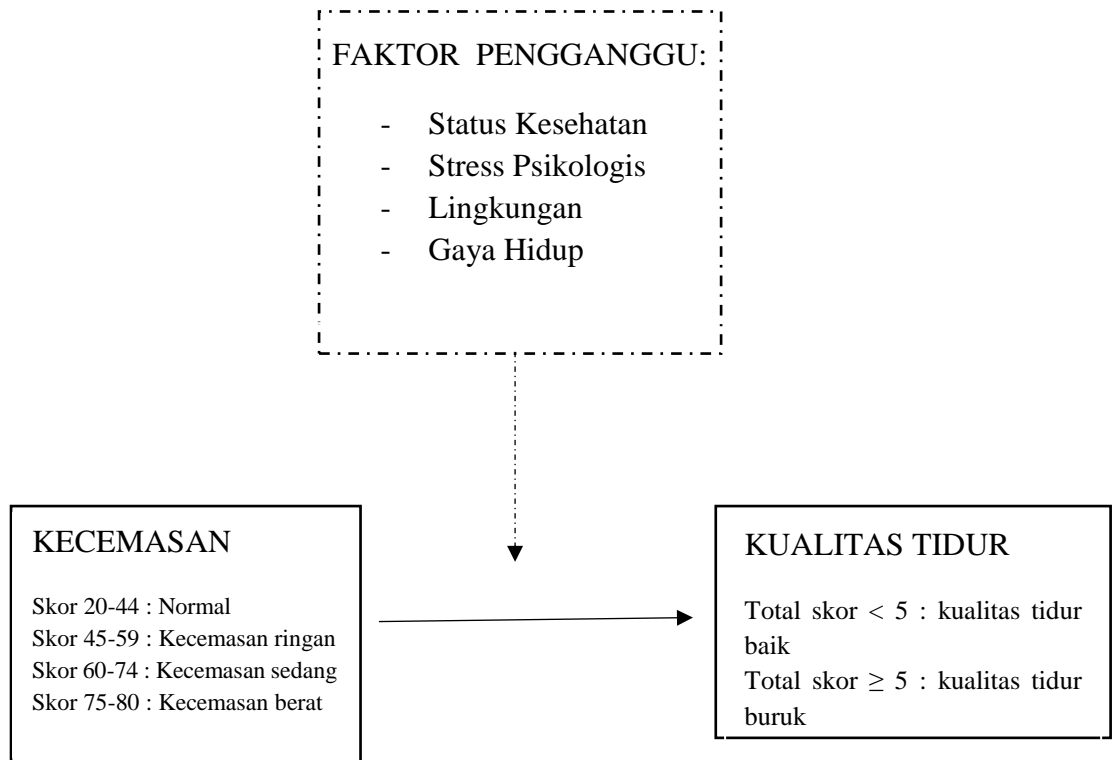 FAKTOR PENGGANGGU:
- Status Kesehatan
- Stress Psikologis
- Lingkungan
- Gaya Hidup
KECEMASAN
Skor 20-44 : Normal
Skor 45-59 : Kecemasan ringan
Skor 60-74 : Kecemasan sedang
Skor 75-80 : Kecemasan berat
KUALITAS TIDUR
Total skor < 5 : kualitas tidur
baik
Total skor ≥ 5 : kualitas tidur
buruk